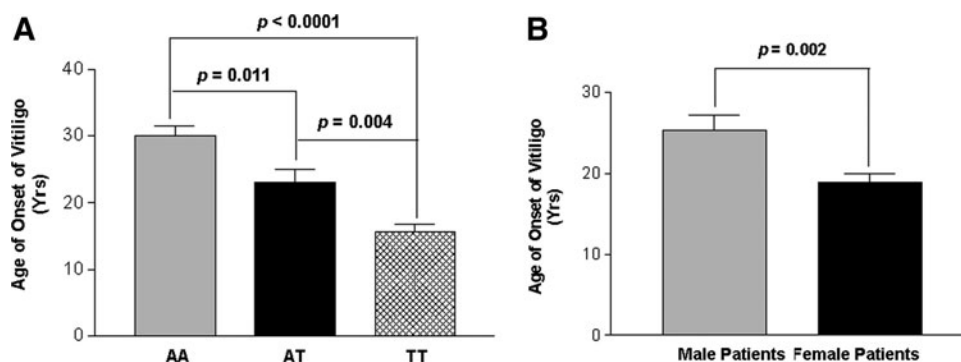 A
Age of Onset of Vitiligo
(Yrs)
40
30
20
10
0
p < 0.0001
p = 0.011
p = 0.004
AA AT TT
B
Age of Onset of Vitiligo
(Yrs)
30
20
10
0
p = 0.002
Male Patients Female Patients